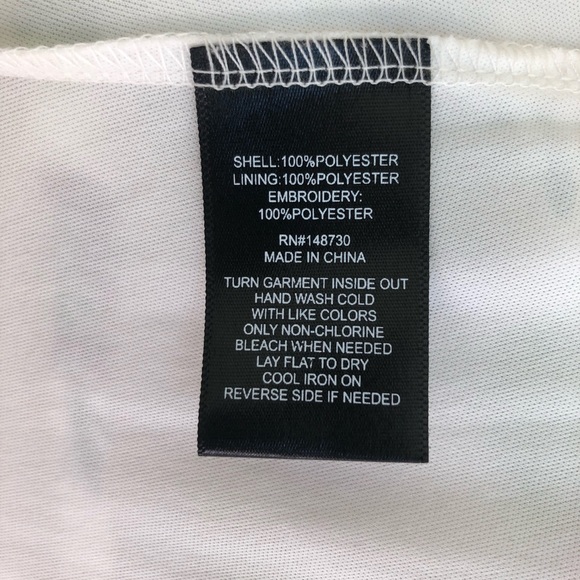 SHELL:100%POLYESTER
LINING:100%POLYESTER
EMBROIDERY:
100%POLYESTER
RN#148730
MADE IN CHINA
TURN GARMENT INSIDE OUT
HAND WASH COLD
WITH LIKE COLORS
ONLY NON-CHLORINE
BLEACH WHEN NEEDED
LAY FLAT TO DRY
COOL IRON ON
REVERSE SIDE IF NEEDED